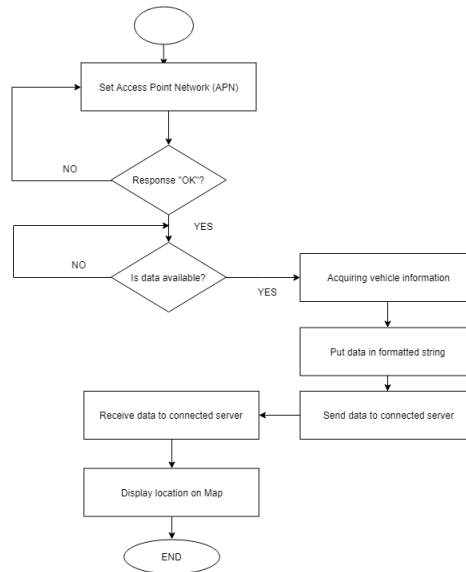 Set Access Point Network (APN)
NO
Response "OK"?
YES
NO
Is data available?
YES
Acquiring vehicle information
Put data in formatted string
Receive data to connected server
Send data to connected server
Display location on Map
END